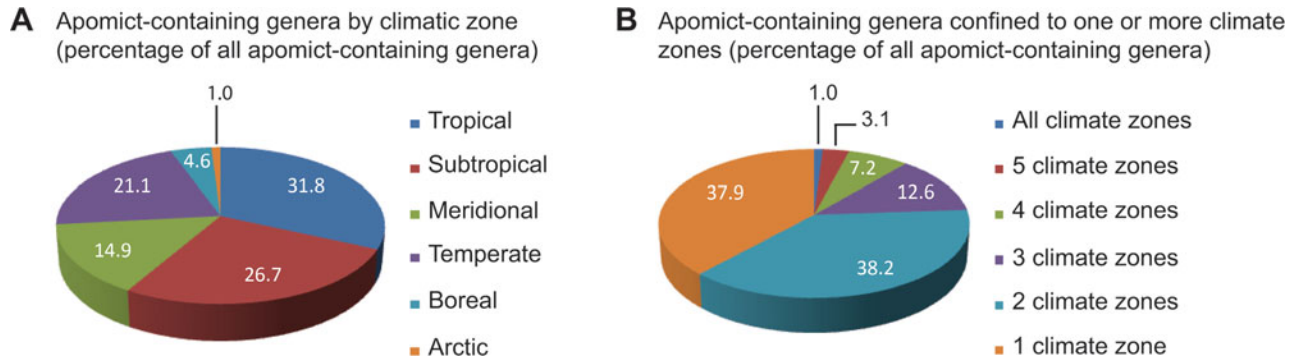 A Apomict-containing genera by climatic zone
(percentage of all apomict-containing genera)
1.0
4.6
21.1
31.8
14.9
26.7
Tropical
Subtropical
Meridional
Temperate
Boreal
Arctic
B Apomict-containing genera confined to one or more climate
zones (percentage of all apomict-containing genera)
1.0
3.1
7.2
12.6
37.9
38.2
All climate zones
5 climate zones
4 climate zones
3 climate zones
2 climate zones
1 climate zone